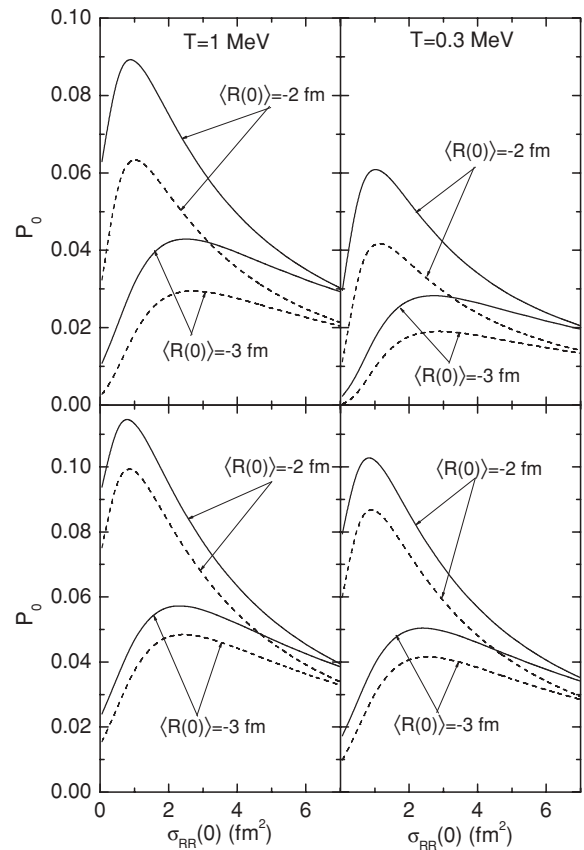 T=1 MeV
T=0.3 MeV
0.10
0.08
0.06
0.04
0.02
0.00
P₀
⟨R(0)⟩=-2 fm
⟨R(0)⟩=-3 fm
⟨R(0)⟩=-2 fm
⟨R(0)⟩=-3 fm
0.10
0.08
0.06
0.04
0.02
0.00
P₀
⟨R(0)⟩=-2 fm
⟨R(0)⟩=-3 fm
⟨R(0)⟩=-2 fm
⟨R(0)⟩=-3 fm
0 2 4 6
2 4 6
σRR(0) (fm²)
σRR(0) (fm²)